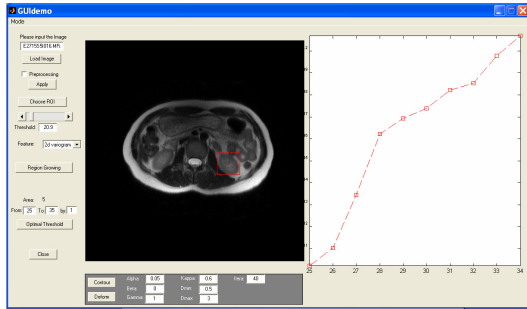 GUIdemo
Mode
Please input the Image
Load Image
Preprocessing
Apply
Choose ROI
Threshold: 20.9
Feature: 2d variogram
Region Growing
Area: 5
From: 25 To: 35 by: 1
Optimal Threshold
Close
Contour
Deform
Alpha 0.05 Kappa 0.6 Iters 40
Beta 0 Dmin 0.5
Gamma 1 Dmax 3
25 26 27 28 29 30 31 32 33 34